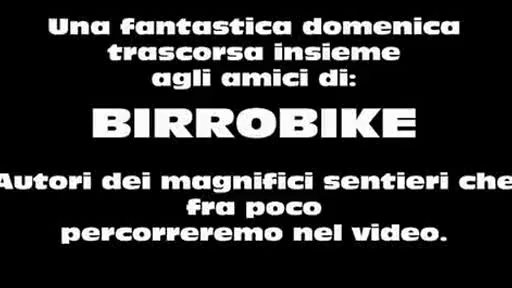 Una fantastica domenica
trascorsa insieme
agli amici di:
BIRROBIKE
Autori dei magnifici sentieri che
fra poco
percorreremo nel video.